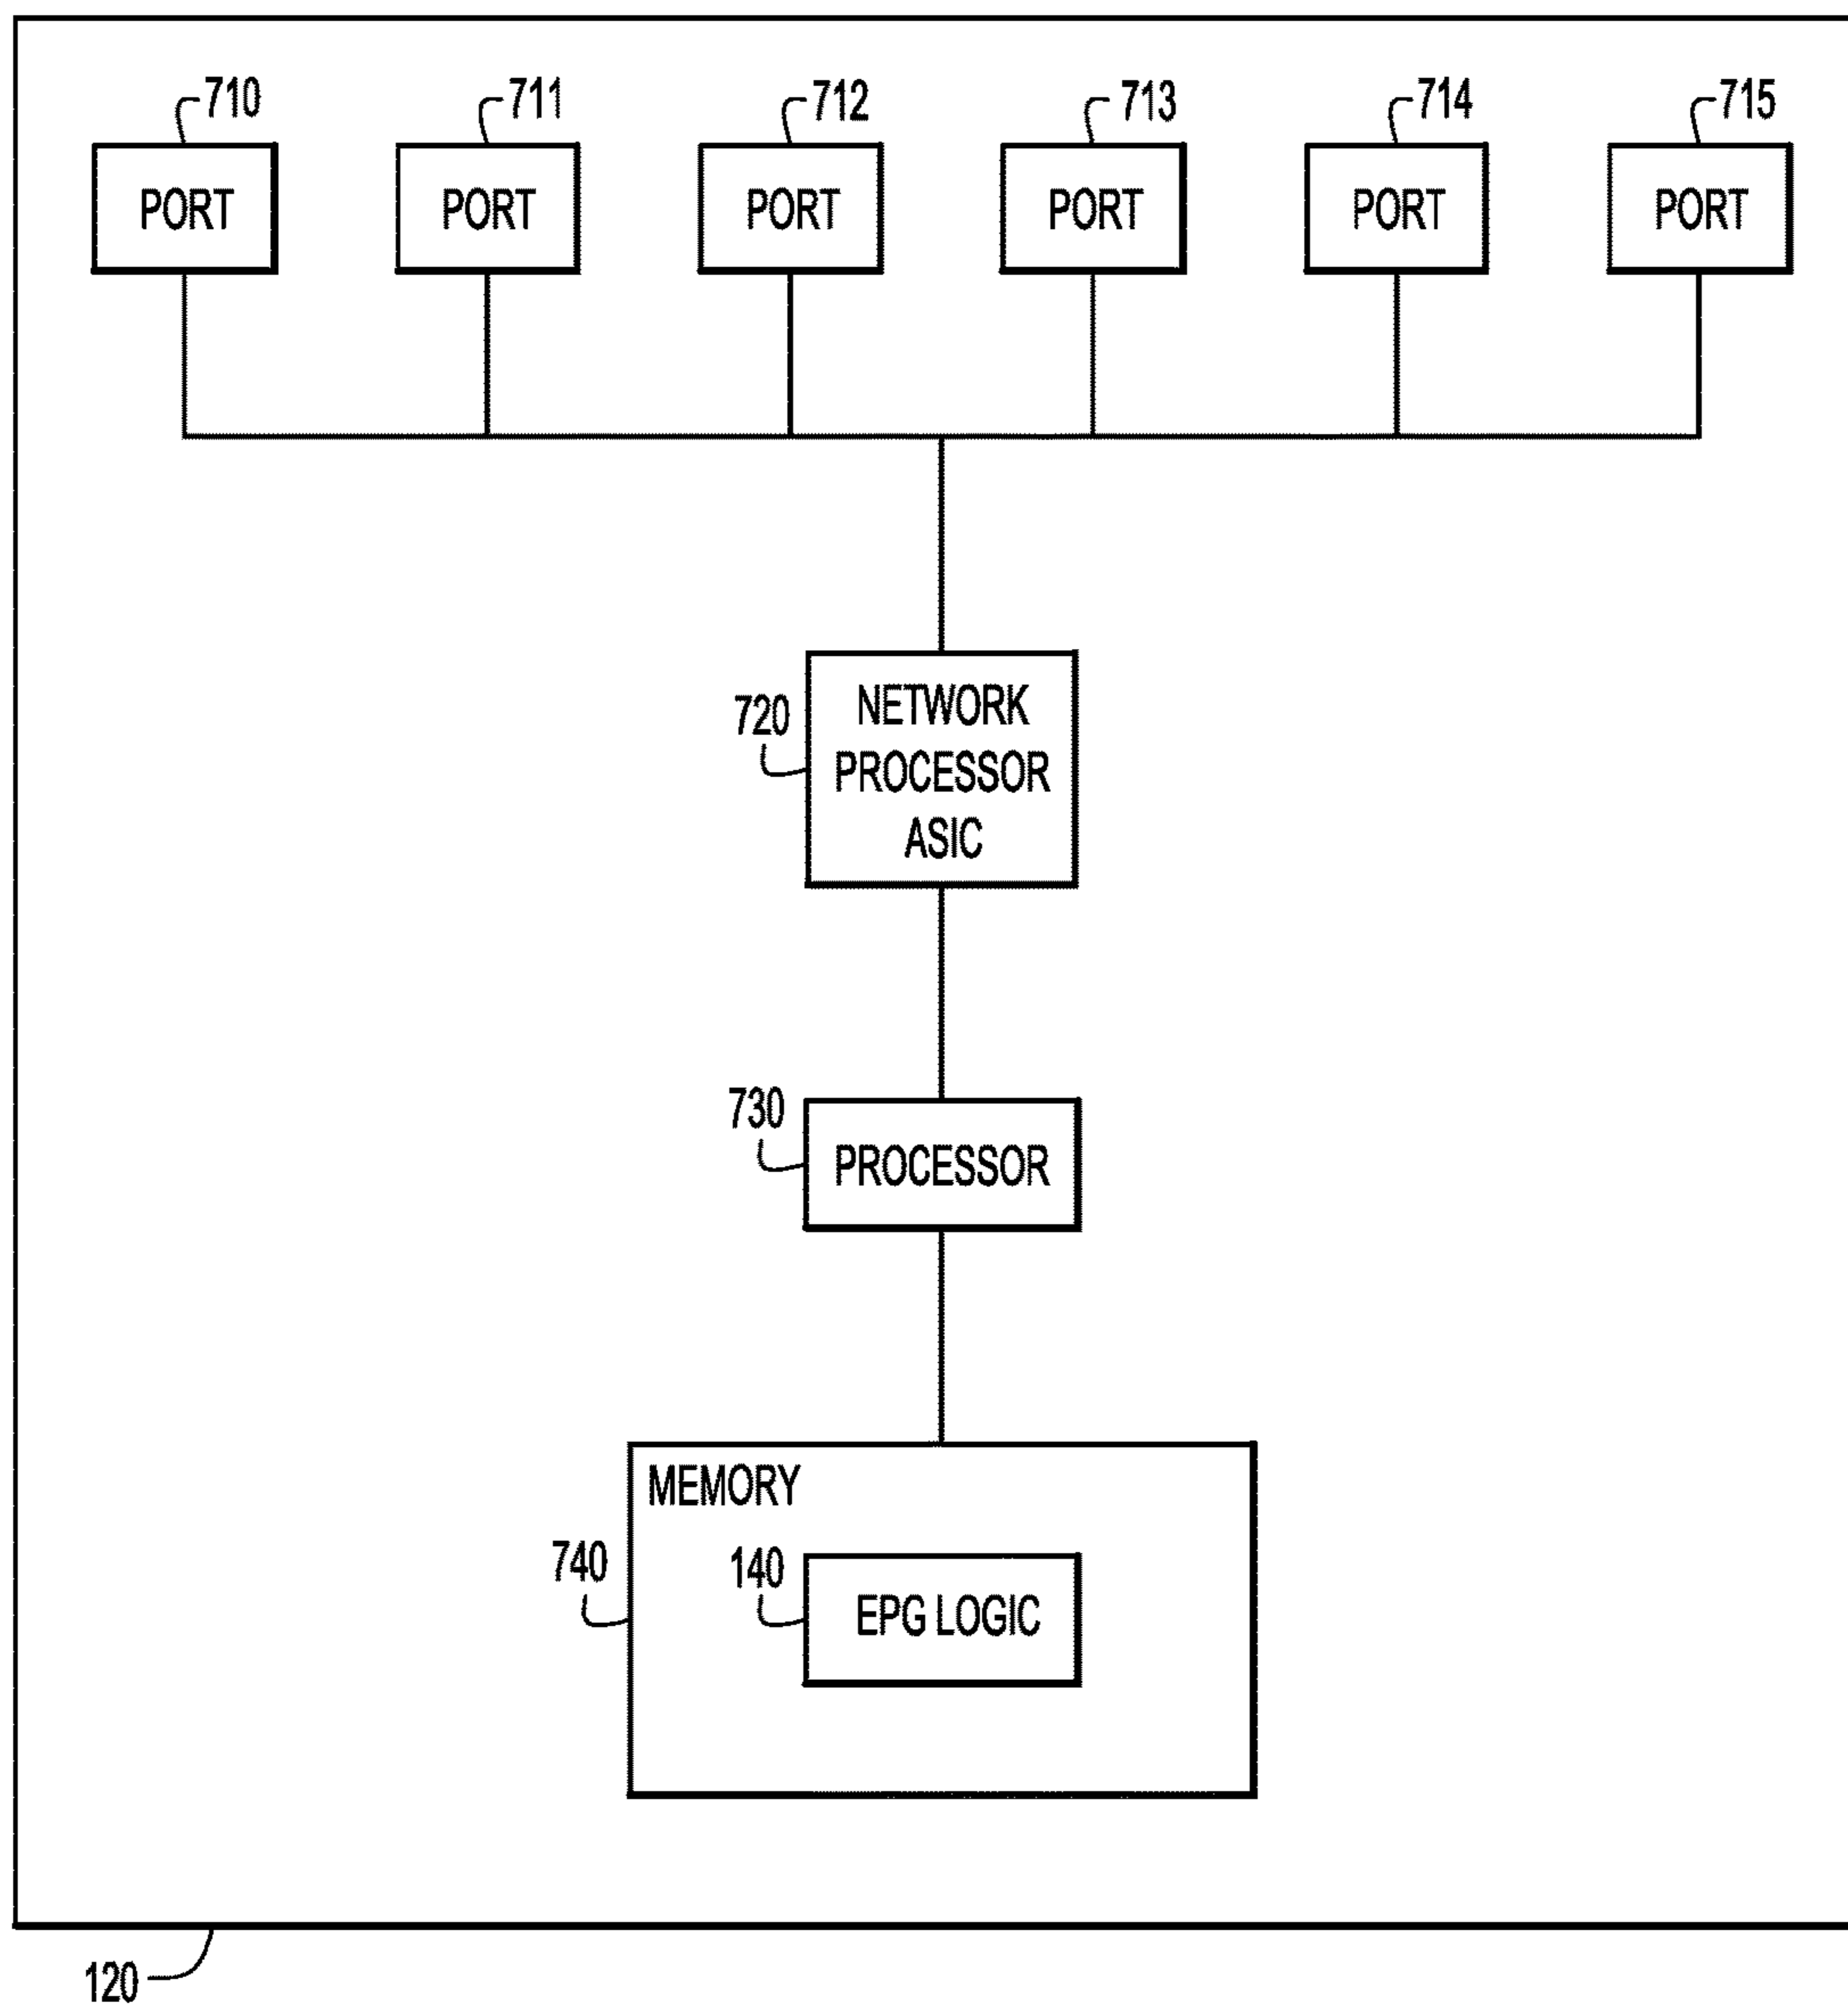 710 711 712 713 714 715
PORT PORT PORT PORT PORT PORT
720
NETWORK
PROCESSOR
ASIC
730
PROCESSOR
MEMORY
740
140
EPG LOGIC
120